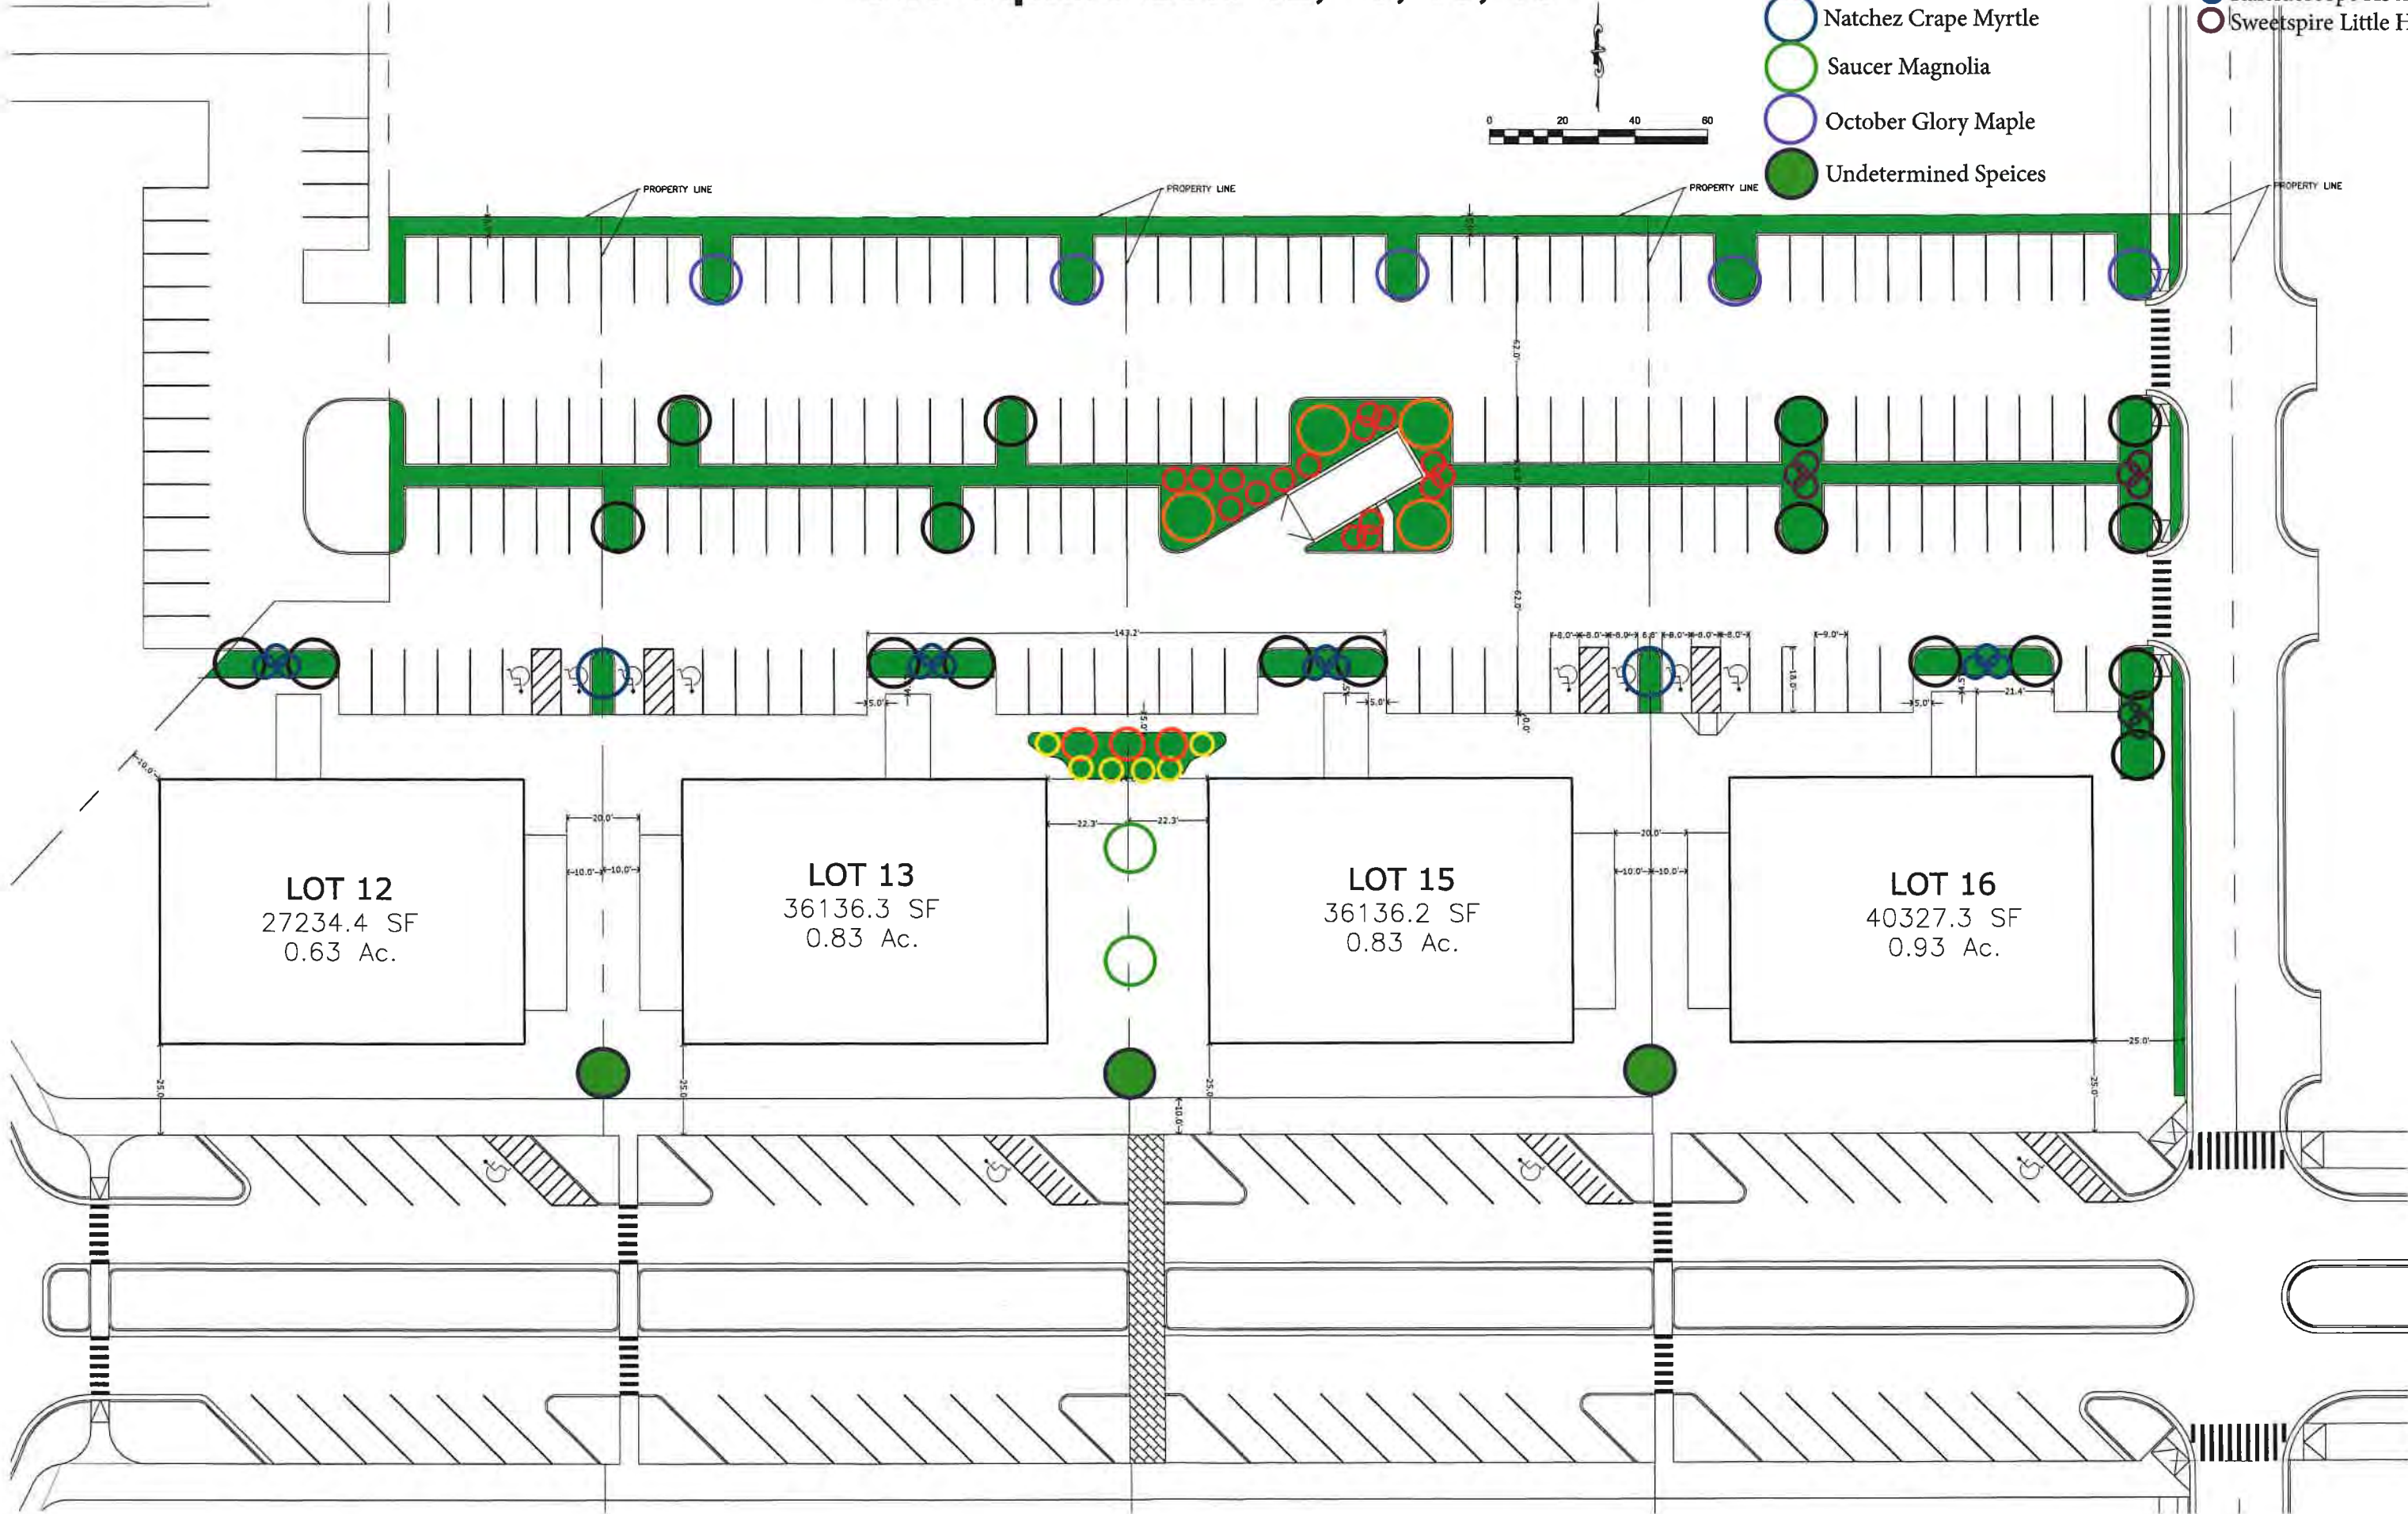 Natchez Crape Myrtle
Sweetspire Little H
Saucer Magnolia
0 20 40 60
October Glory Maple
Undetermined Speices
PROPERTY LINE
PROPERTY LINE
PROPERTY LINE
PROPERTY LINE
62.0'
62.0'
143.2'
9.0'
18.0'
5.0'
5.0'
5.0'
21.4'
5.0'
10.0'
20.0'
22.3'
22.3'
20.0'
10.0'
10.0'
10.0'
10.0'
LOT 12
27234.4 SF
0.63 Ac.
LOT 13
36136.3 SF
0.83 Ac.
LOT 15
36136.2 SF
0.83 Ac.
LOT 16
40327.3 SF
0.93 Ac.
25.0'
25.0'
25.0'
25.0'
25.0'
10.0'